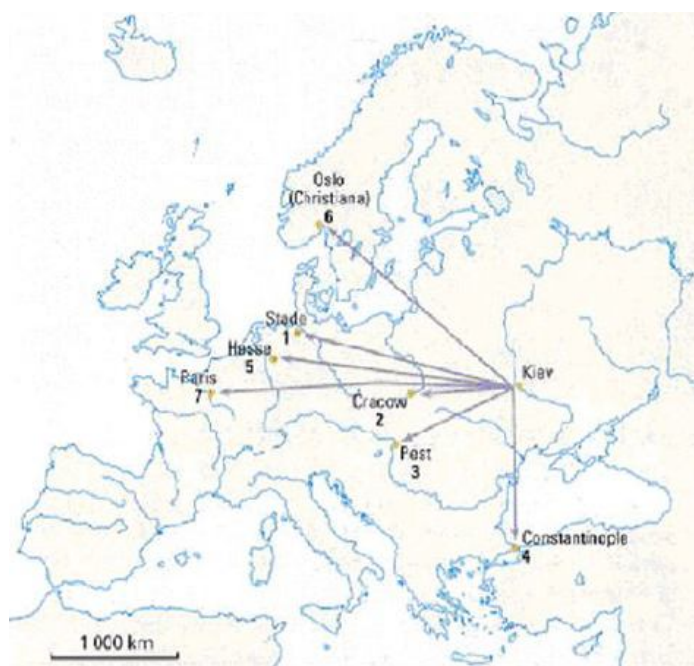 Oslo
(Christiana)
6
Stade
1
Hesse
5
Paris
7
Kiev
Cracow
2
Pest
3
Constantinople
4
1 000 km